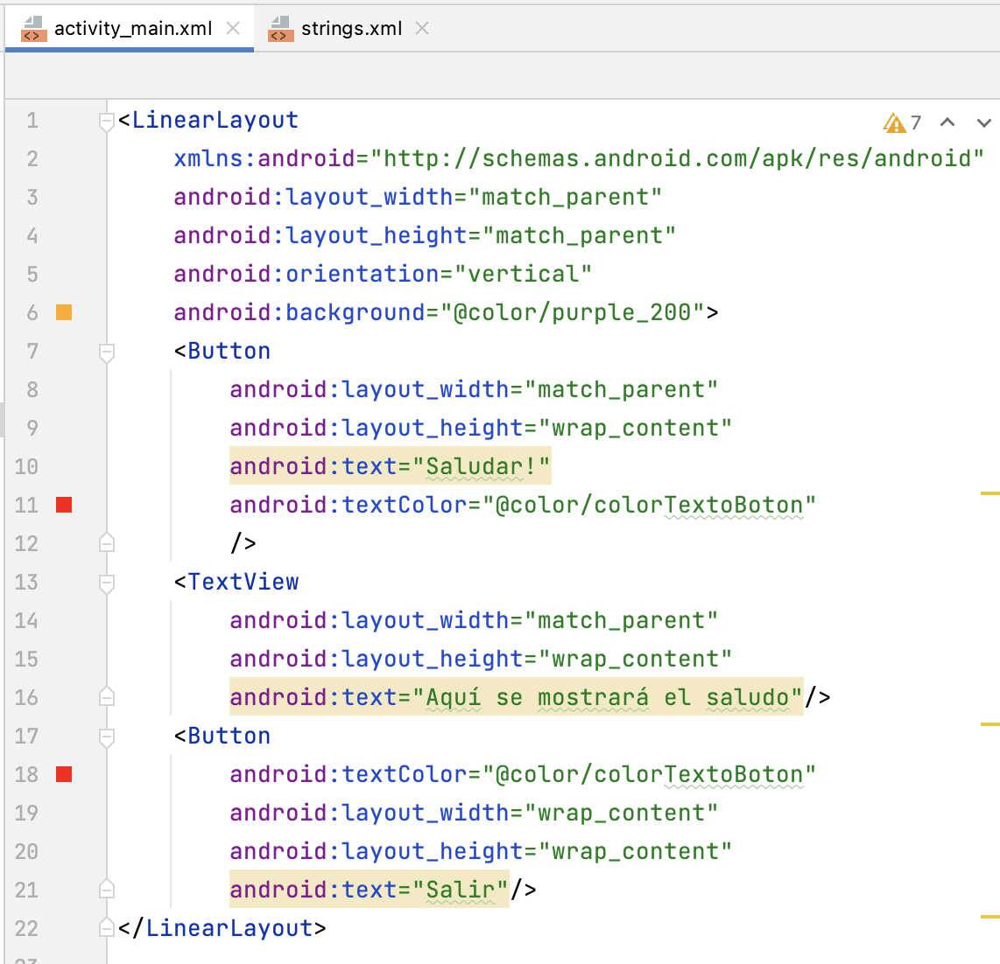 activity_main.xml strings.xml
7
1 <LinearLayout
2 xmlns:android="http://schemas.android.com/apk/res/android"
3 android:layout_width="match_parent"
4 android:layout_height="match_parent"
5 android:orientation="vertical"
6 android:background="@color/purple_200">
7 <Button
8 android:layout_width="match_parent"
9 android:layout_height="wrap_content"
10 android:text="Saludar!"
11 android:textColor="@color/colorTextoBoton"
12 />
13 <TextView
14 android:layout_width="match_parent"
15 android:layout_height="wrap_content"
16 android:text="Aquí se mostrará el saludo"/>
17 <Button
18 android:textColor="@color/colorTextoBoton"
19 android:layout_width="wrap_content"
20 android:layout_height="wrap_content"
21 android:text="Salir"/>
22 </LinearLayout>